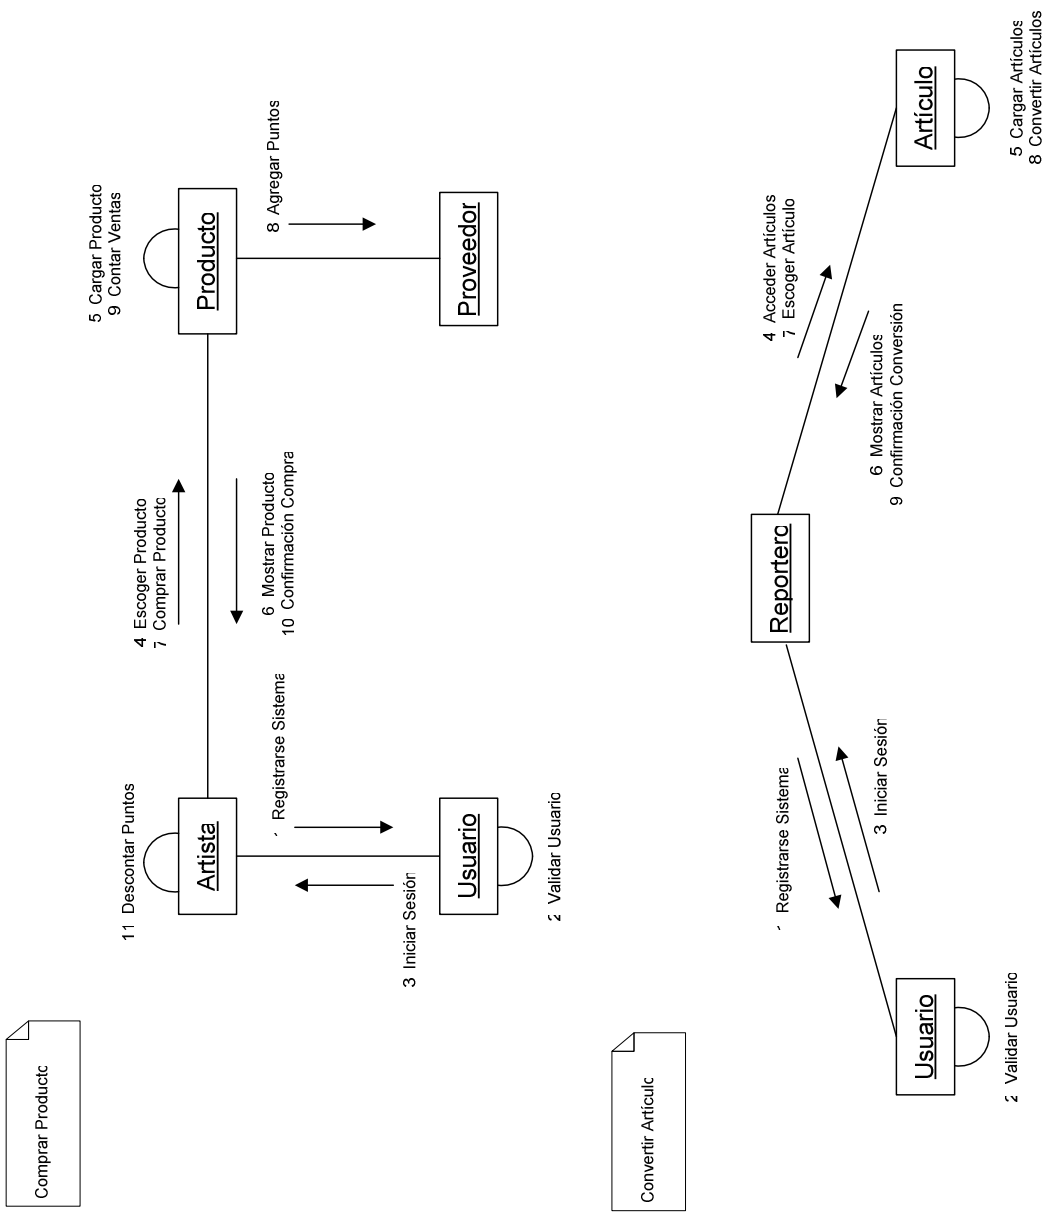 Comprar Producto
11 Descontar Puntos
Artista
4 Escoger Producto
7 Comprar Producto
5 Cargar Producto
9 Contar Ventas
Producto
6 Mostrar Producto
10 Confirmación Compra
1 Registrarse Sistema
8 Agregar Puntos
3 Iniciar Sesión
Usuario
Proveedor
2 Validar Usuario
Convertir Artículo
Reportero
4 Acceder Artículos
7 Escoger Artículo
1 Registrarse Sistema
6 Mostrar Artículos
9 Confirmación Conversión
3 Iniciar Sesión
Usuario
Artículo
2 Validar Usuario
5 Cargar Artículos
8 Convertir Artículos